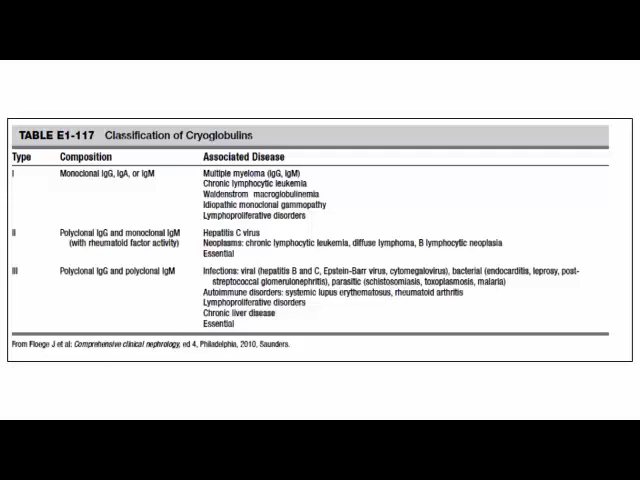 TABLE E1-117 Classification of Cryoglobulins
Type Composition Associated Disease
I Monoclonal IgG, IgA, or IgM Multiple myeloma (IgG, IgM)
Chronic lymphocytic leukemia
Waldenstrom macroglobulinemia
Idiopathic monoclonal gammopathy
Lymphoproliferative disorders
II Polyclonal IgG and monoclonal IgM Hepatitis C virus
(with rheumatoid factor activity) Neoplasms: chronic lymphocytic leukemia, diffuse lymphoma, B lymphocytic neoplasia
Essential
III Polyclonal IgG and polyclonal IgM Infections: viral (hepatitis B and C, Epstein-Barr virus, cytomegalovirus), bacterial (endocarditis, leprosy, post-
streptococcal glomerulonephritis), parasitic (schistosomiasis, toxoplasmosis, malaria)
Autoimmune disorders: systemic lupus erythematosus, rheumatoid arthritis
Lymphoproliferative disorders
Chronic liver disease
Essential
From Floege J et al: Comprehensive clinical nephrology, ed 4, Philadelphia, 2010, Saunders.